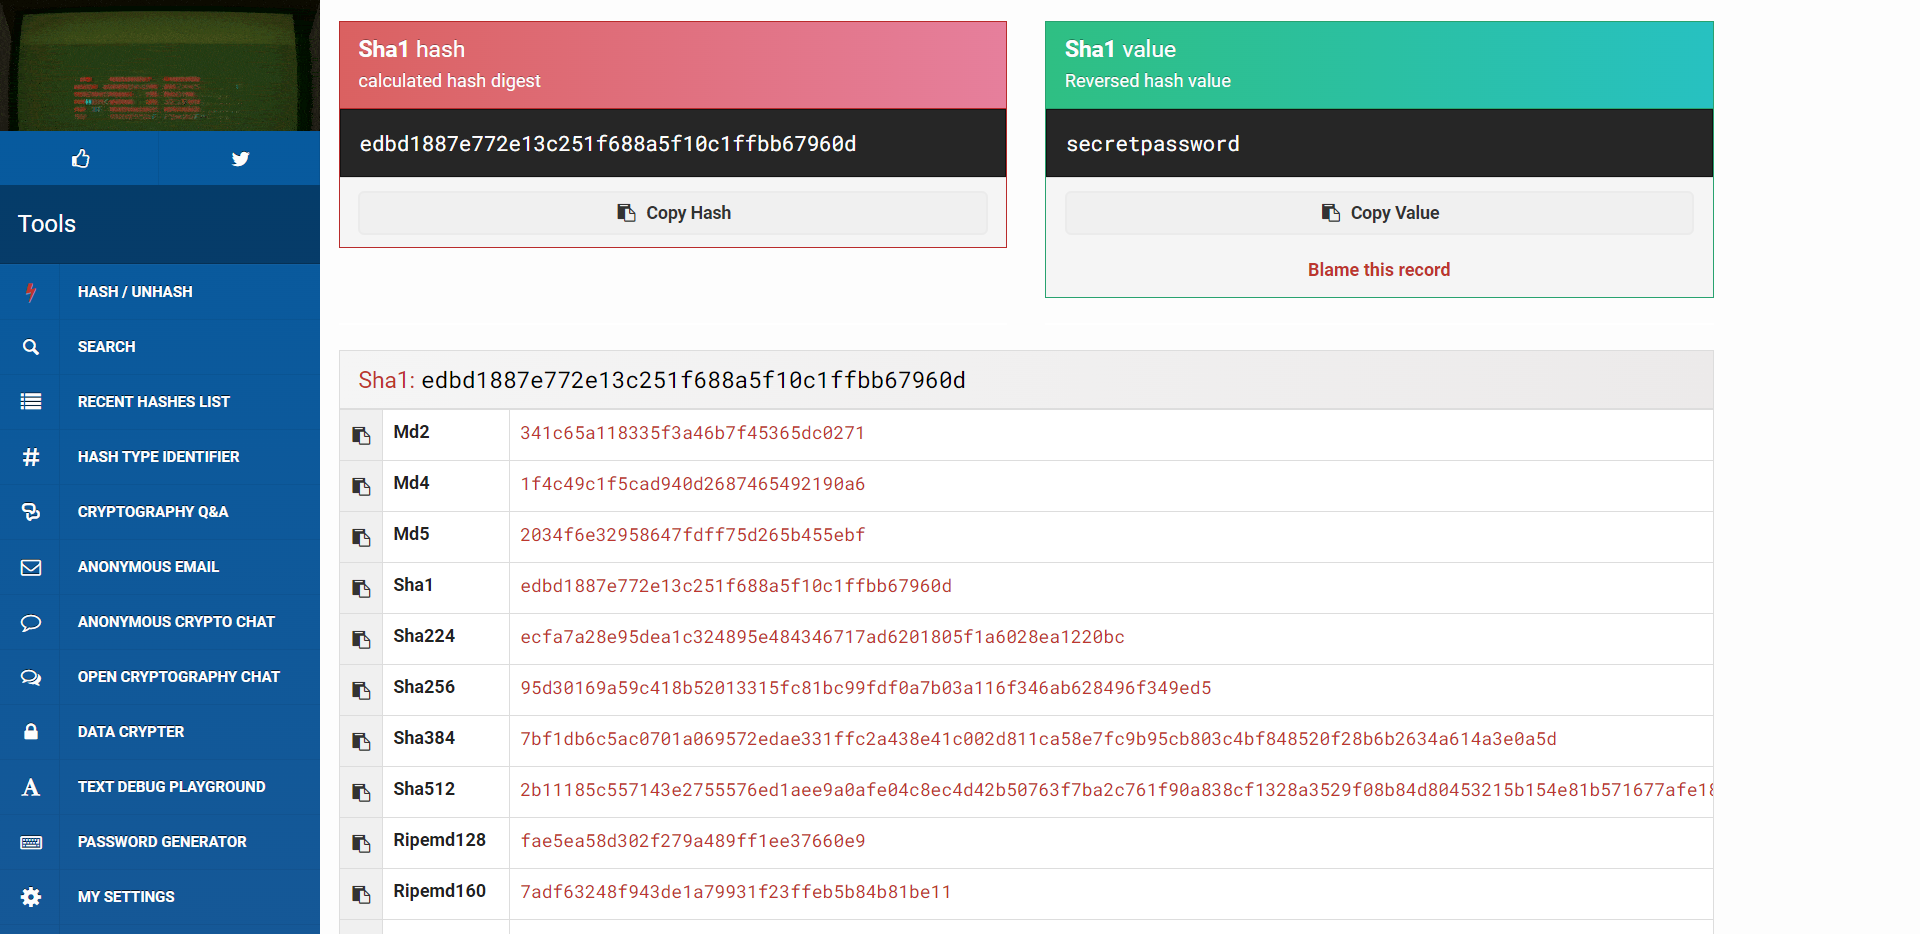 Tools
HASH / UNHASH
SEARCH
RECENT HASHES LIST
HASH TYPE IDENTIFIER
CRYPTOGRAPHY Q&A
ANONYMOUS EMAIL
ANONYMOUS CRYPTO CHAT
OPEN CRYPTOGRAPHY CHAT
DATA CRYPTER
TEXT DEBUG PLAYGROUND
PASSWORD GENERATOR
MY SETTINGS
Sha1 hash
calculated hash digest
edbd1887e772e13c251f688a5f10c1ffbb67960d
Copy Hash
Sha1 value
Reversed hash value
secretpassword
Copy Value
Blame this record
Sha1: edbd1887e772e13c251f688a5f10c1ffbb67960d
Md2 341c65a118335f3a46b7f45365dc0271
Md4 1f4c49c1f5cad940d2687465492190a6
Md5 2034f6e32958647fdff75d265b455ebf
Sha1 edbd1887e772e13c251f688a5f10c1ffbb67960d
Sha224 ecfa7a28e95dea1c324895e484346717ad6201805f1a6028ea1220bc
Sha256 95d30169a59c418b52013315fc81bc99fdf0a7b03a116f346ab628496f349ed5
Sha384 7bf1db6c5ac0701a069572edae331ffc2a438e41c002d811ca58e7fc9b95cb803c4bf848520f28b6b2634a614a3e0a5d
Sha512 2b11185c557143e2755576ed1aee9a0afe04c8ec4d42b50763f7ba2c761f90a838cf1328a3529f08b84d80453215b154e81b571677afe18
Ripemd128 fae5ea58d302f279a489ff1ee37660e9
Ripemd160 7adf63248f943de1a79931f23ffeb5b84b81be11